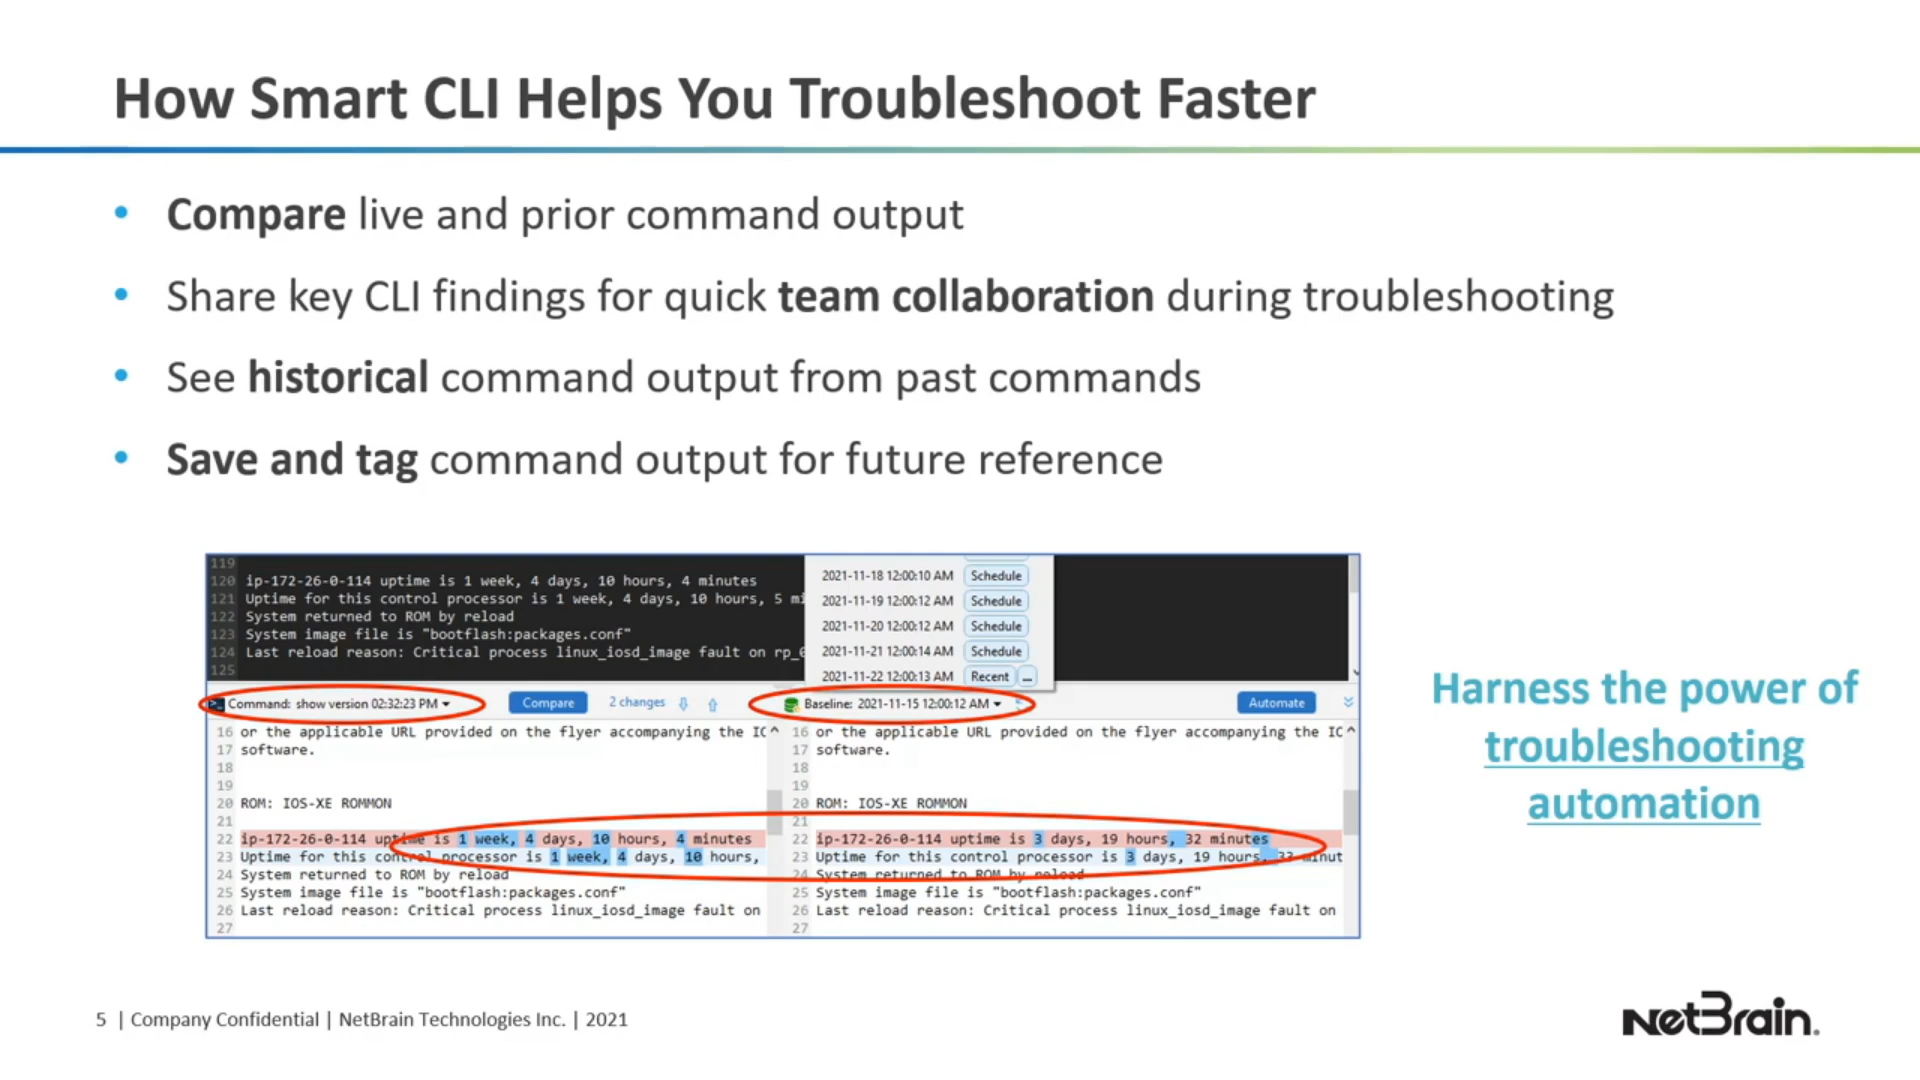 How Smart CLI Helps You Troubleshoot Faster
• Compare live and prior command output
• Share key CLI findings for quick team collaboration during troubleshooting
• See historical command output from past commands
• Save and tag command output for future reference
119
120 ip-172-26-0-114 uptime is 1 week, 4 days, 10 hours, 4 minutes
121 Uptime for this control processor is 1 week, 4 days, 10 hours, 5 mi
122 System returned to ROM by reload
123 System image file is "bootflash:packages.conf"
124 Last reload reason: Critical process linux_iosd_image fault on rp_0
125
2021-11-18 12:00:10 AM Schedule
2021-11-19 12:00:12 AM Schedule
2021-11-20 12:00:12 AM Schedule
2021-11-21 12:00:14 AM Schedule
2021-11-22 12:00:13 AM Recent ...
Command: show version 02:32:23 PM Compare 2 changes Baseline: 2021-11-15 12:00:12 AM Automate
16 or the applicable URL provided on the flyer accompanying the IO
17 software.
18
19
20 ROM: IOS-XE ROMMON
21
22 ip-172-26-0-114 uptime is 1 week, 4 days, 10 hours, 4 minutes
23 Uptime for this control processor is 1 week, 4 days, 10 hours,
24 System returned to ROM by reload
25 System image file is "bootflash:packages.conf"
26 Last reload reason: Critical process linux_iosd_image fault on
27
16 or the applicable URL provided on the flyer accompanying the IC
17 software.
18
19
20 ROM: IOS-XE ROMMON
21
22 ip-172-26-0-114 uptime is 3 days, 19 hours, 32 minutes
23 Uptime for this control processor is 3 days, 19 hours, 33 minut
24 System returned to ROM by reload
25 System image file is "bootflash:packages.conf"
26 Last reload reason: Critical process linux_iosd_image fault on
27
Harness the power of
troubleshooting
automation
5 | Company Confidential | NetBrain Technologies Inc. | 2021
NetBrain.